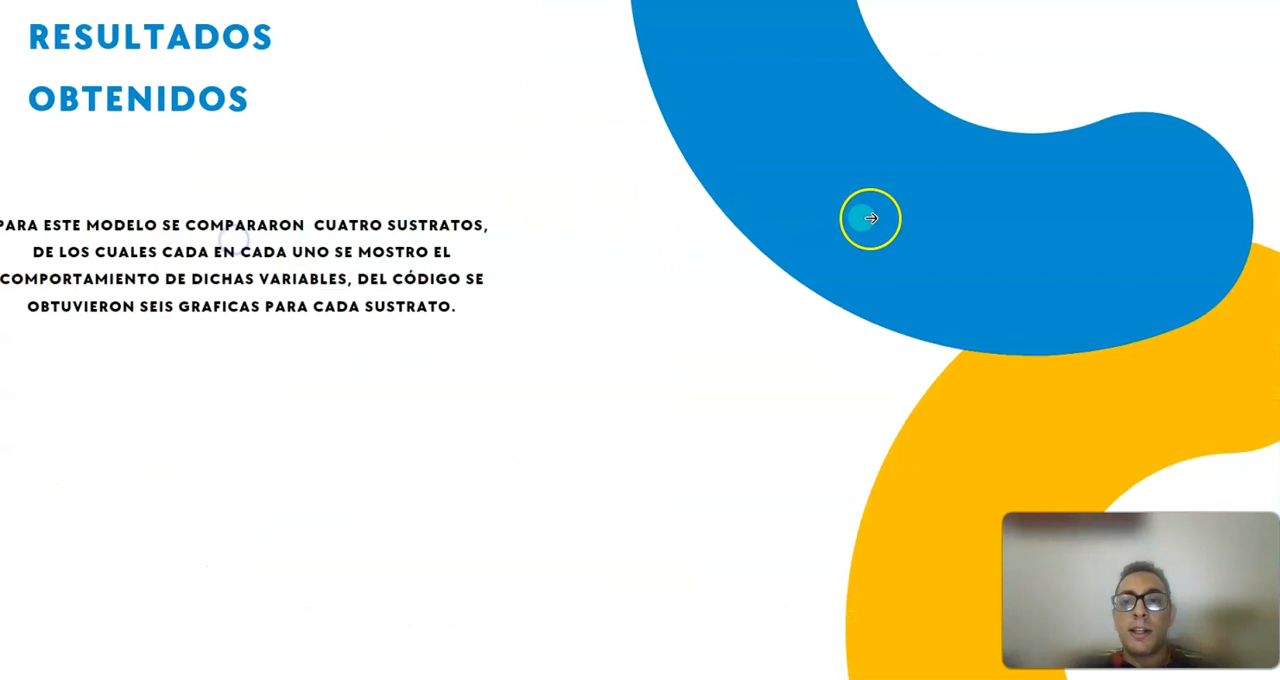 RESULTADOS
OBTENIDOS
PARA ESTE MODELO SE COMPARARON CUATRO SUSTRATOS,
DE LOS CUALES CADA EN CADA UNO SE MOSTRO EL
COMPORTAMIENTO DE DICHAS VARIABLES, DEL CÓDIGO SE
OBTUVIERON SEIS GRAFICAS PARA CADA SUSTRATO.